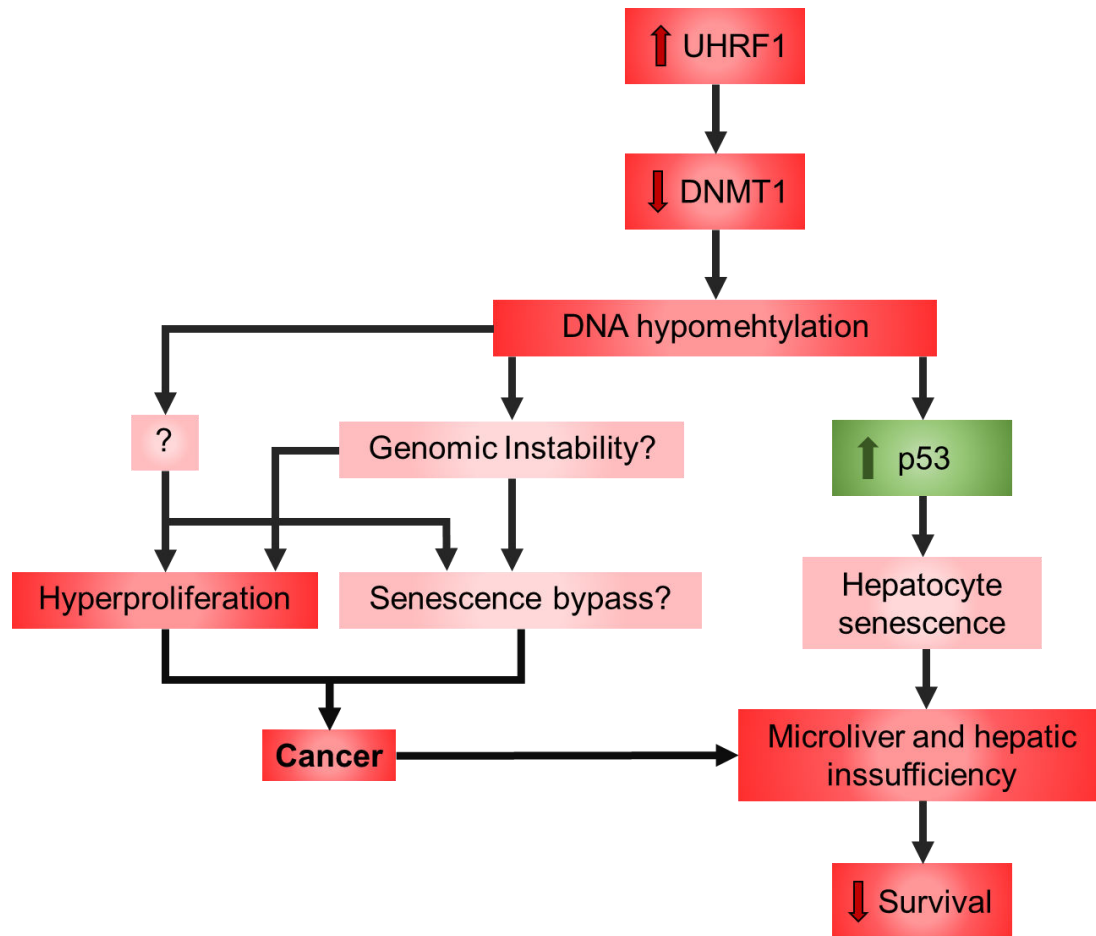 UHRF1
DNMT1
DNA hypomehtylation
?
Genomic Instability?
p53
Hyperproliferation
Senescence bypass?
Hepatocyte
senescence
Cancer
Microliver and hepatic
inssufficiency
Survival